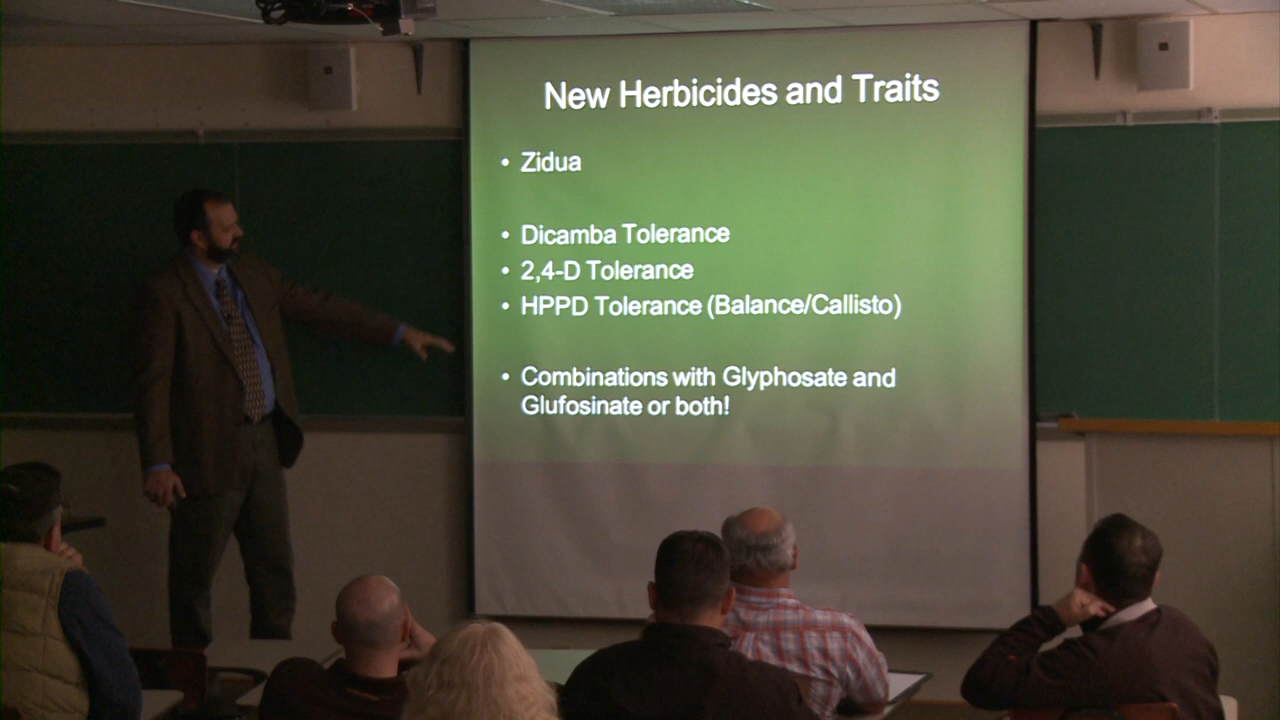 New Herbicides and Traits
• Zidua
• Dicamba Tolerance
• 2,4-D Tolerance
• HPPD Tolerance (Balance/Callisto)
• Combinations with Glyphosate and
Glufosinate or both!